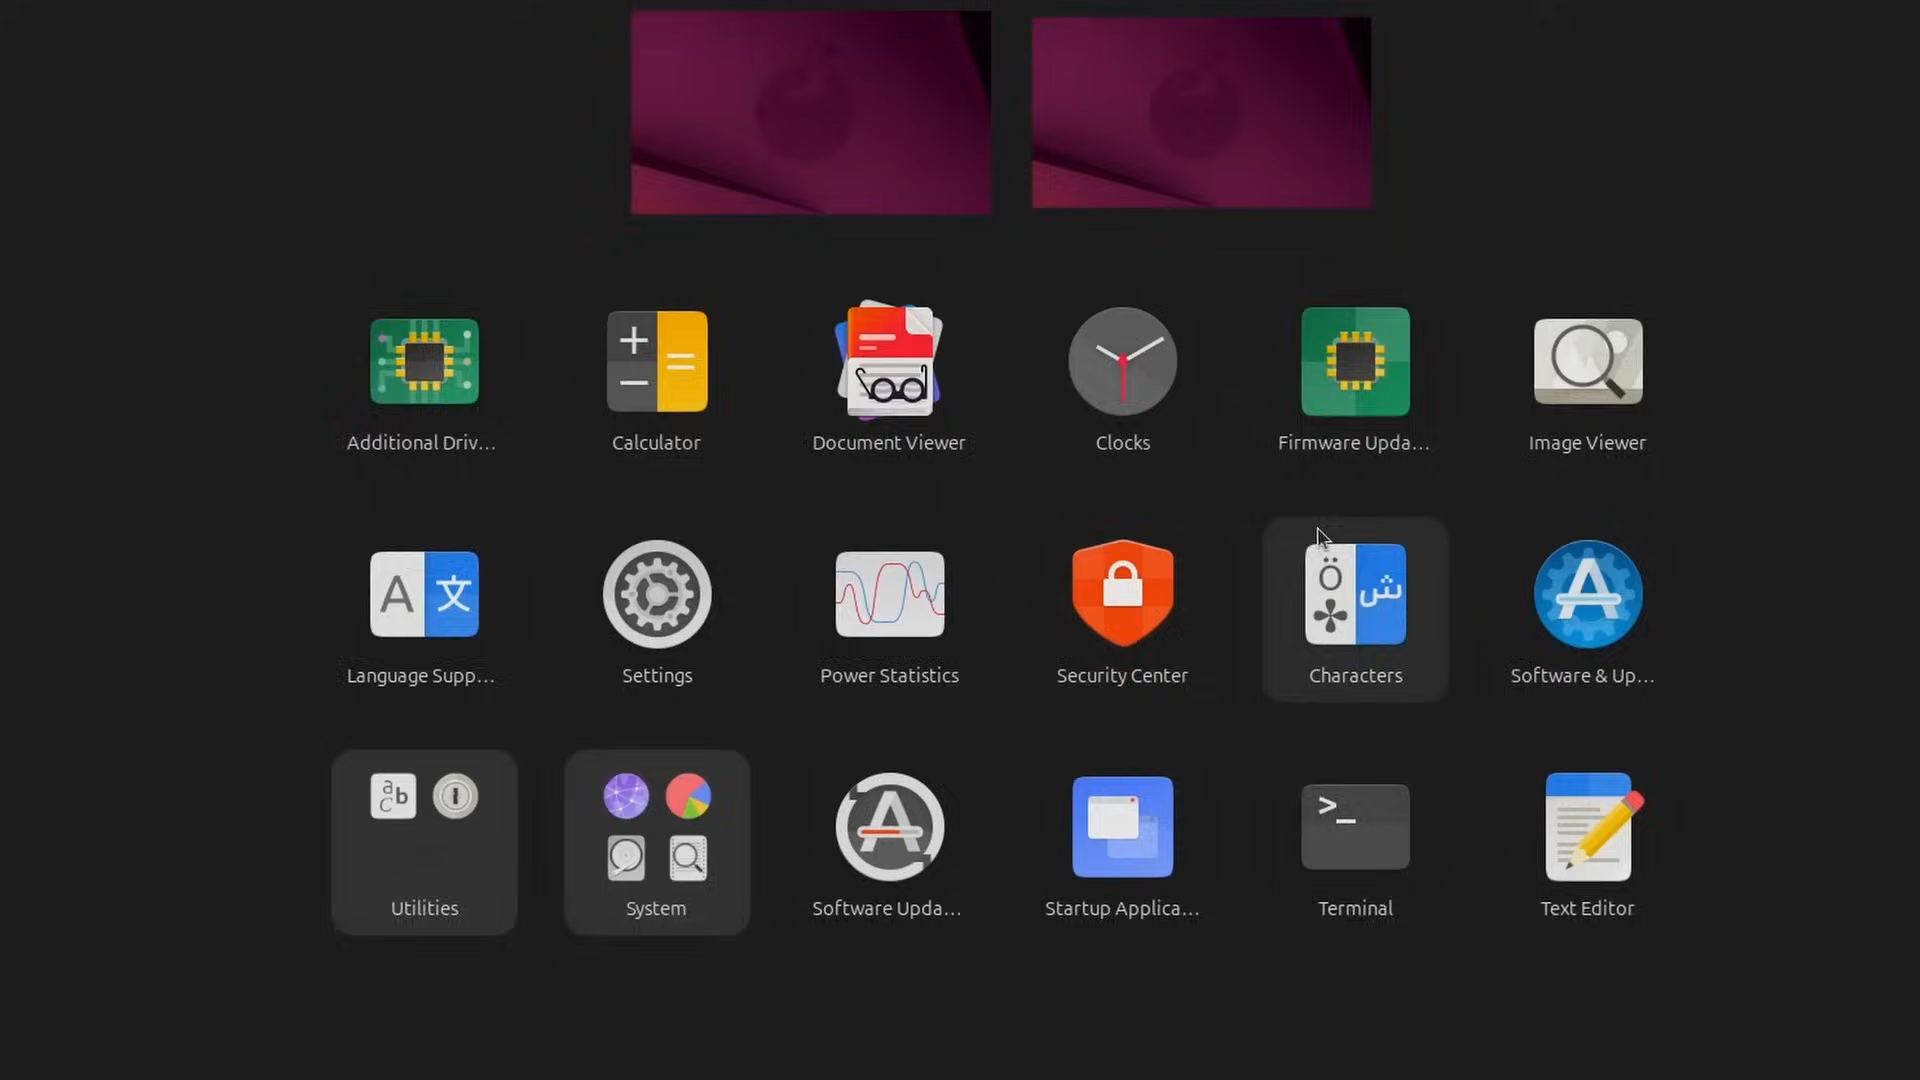 Additional Driv...
Calculator
Document Viewer
Clocks
Firmware Upda...
Image Viewer
A 文
Ö ش
Language Supp...
Settings
Power Statistics
Security Center
Characters
Software & Up...
a b c
>_
Utilities
System
Software Upda...
Startup Applica...
Terminal
Text Editor